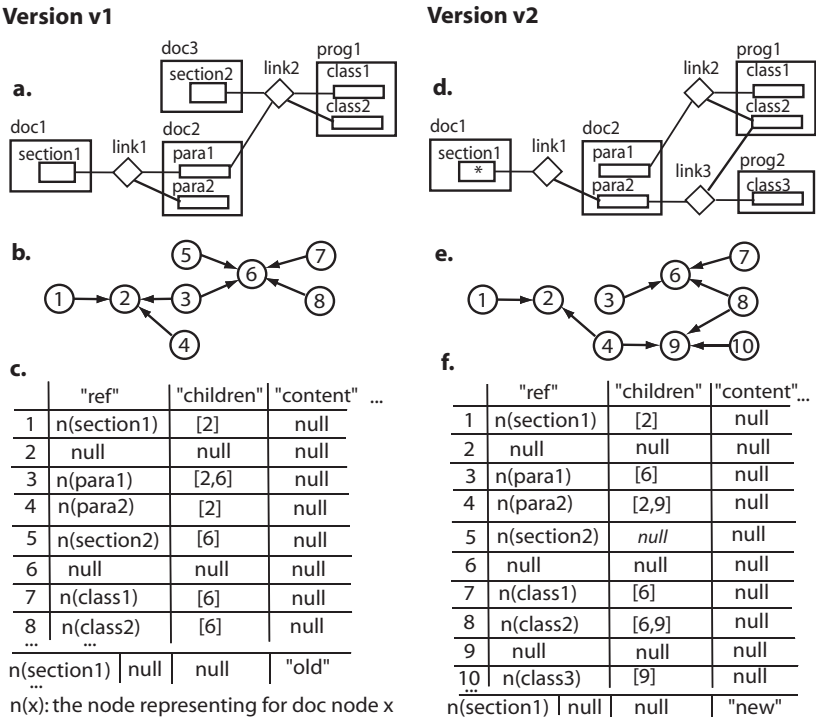 Version v1
a.
doc3
section2
link2
prog1
class1
class2
doc1
section1
link1
doc2
para1
para2
b.
1
2
3
4
5
6
7
8
c.
"ref" "children" "content" ...
1 n(section1) [2] null
2 null null null
3 n(para1) [2,6] null
4 n(para2) [2] null
5 n(section2) [6] null
6 null null null
7 n(class1) [6] null
8 n(class2) [6] null
... ...
n(section1) null null "old"
...
n(x): the node representing for doc node x
Version v2
d.
link2
prog1
class1
class2
doc1
section1
*
link1
doc2
para1
para2
link3
prog2
class3
e.
1
2
3
4
6
7
8
9
10
f.
"ref" "children" "content"...
1 n(section1) [2] null
2 null null null
3 n(para1) [6] null
4 n(para2) [2,9] null
5 n(section2) null null
6 null null null
7 n(class1) [6] null
8 n(class2) [6,9] null
9 null null null
10 n(class3) [9] null
...
n(section1) null null "new"